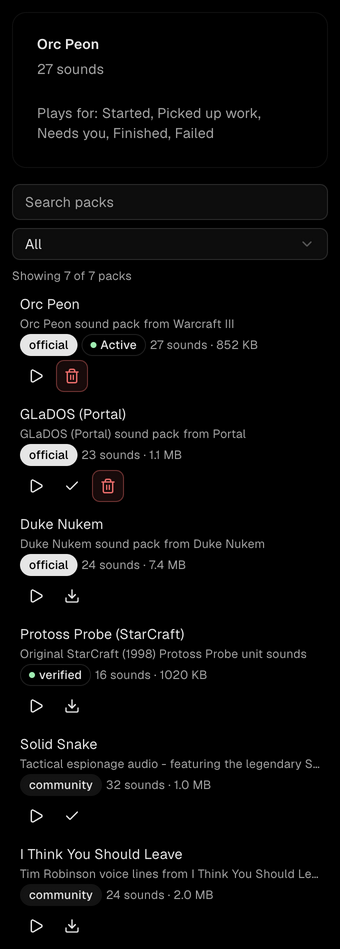 Orc Peon
27 sounds
Plays for: Started, Picked up work,
Needs you, Finished, Failed
Search packs
All
Showing 7 of 7 packs
Orc Peon
Orc Peon sound pack from Warcraft III
official Active 27 sounds · 852 KB
GLaDOS (Portal)
GLaDOS (Portal) sound pack from Portal
official 23 sounds · 1.1 MB
Duke Nukem
Duke Nukem sound pack from Duke Nukem
official 24 sounds · 7.4 MB
Protoss Probe (StarCraft)
Original StarCraft (1998) Protoss Probe unit sounds
verified 16 sounds · 1020 KB
Solid Snake
Tactical espionage audio - featuring the legendary S...
community 32 sounds · 1.0 MB
I Think You Should Leave
Tim Robinson voice lines from I Think You Should Le...
community 24 sounds · 2.0 MB